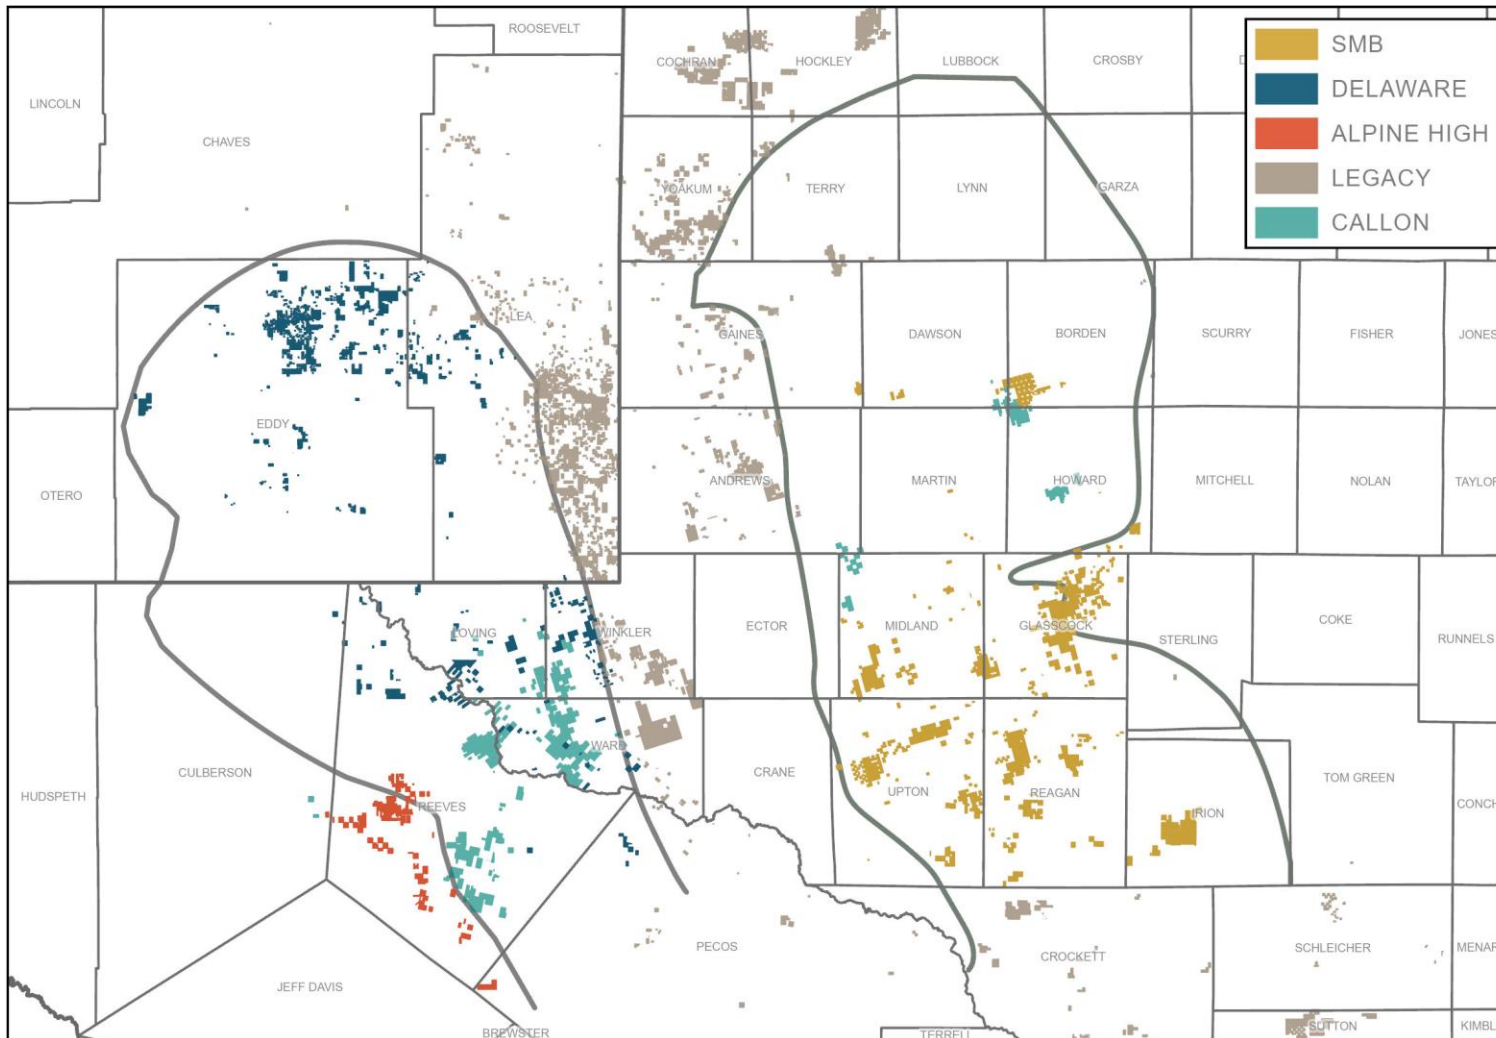 ROOSEVELT
SMB
COCHRAN
HOCKLEY
LUBBOCK
CROSBY
D
DELAWARE
LINCOLN
CHAVES
ALPINE HIGH
LEGACY
YOAKUM
TERRY
LYNN
GARZA
CALLON
LEA
GAINES
DAWSON
BORDEN
SCURRY
FISHER
JONES
EDDY
OTERO
ANDREWS
MARTIN
HOWARD
MITCHELL
NOLAN
TAYLOR
LOVING
WINKLER
ECTOR
MIDLAND
GLASSCOCK
STERLING
COKE
RUNNELS
WARD
HUDSPETH
CULBERSON
REEVES
CRANE
UPTON
REAGAN
IRION
TOM GREEN
CONCH
PECOS
CROCKETT
SCHLEICHER
MENAR
JEFF DAVIS
BREWSTER
TERRELL
SUTTON
KIMBL